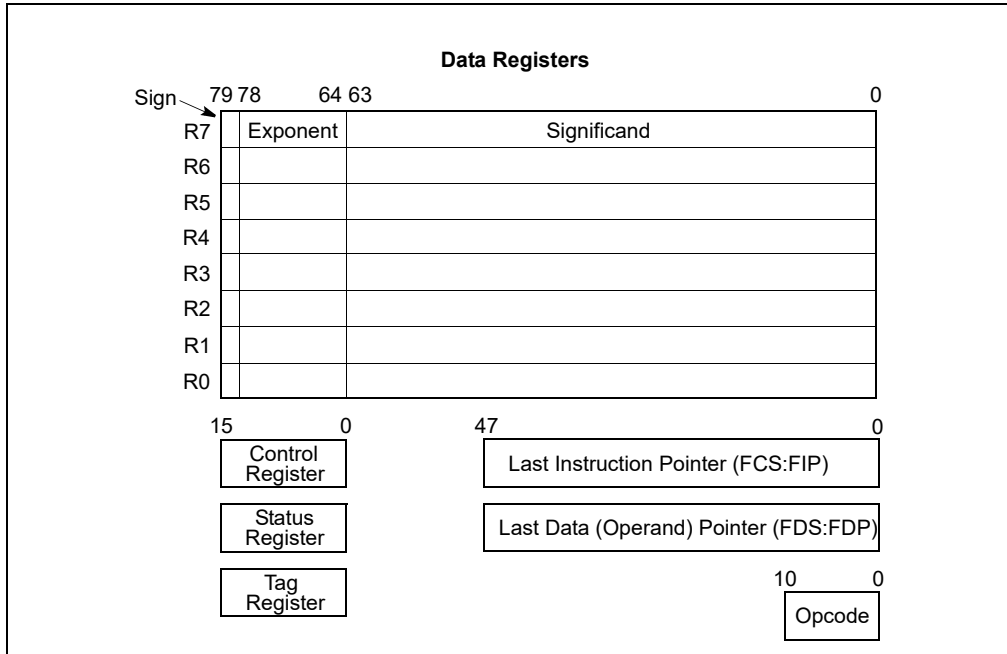 Data Registers
Sign 79 78 64 63 0
R7 Exponent Significand
R6
R5
R4
R3
R2
R1
R0
15 0 47 0
Control
Register
Last Instruction Pointer (FCS:FIP)
Status
Register
Last Data (Operand) Pointer (FDS:FDP)
Tag
Register
10 0
Opcode